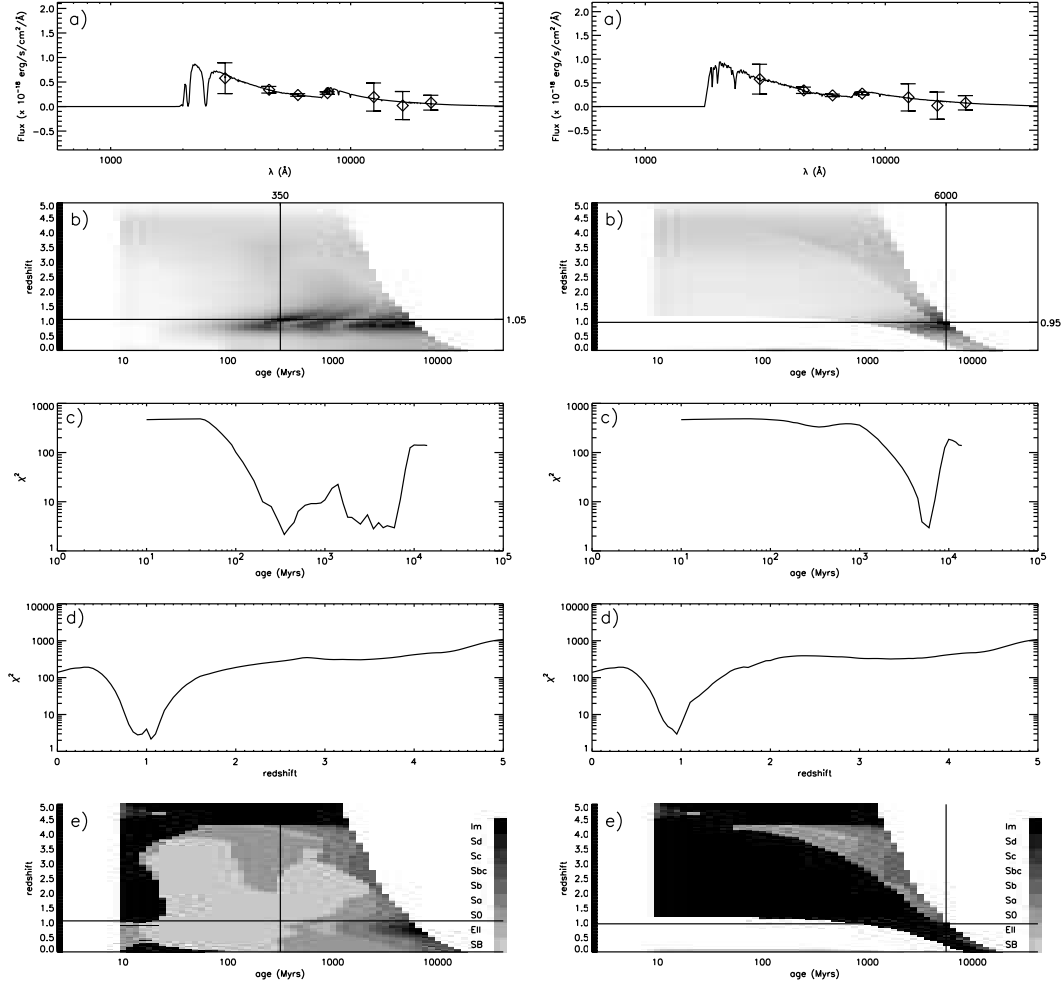 a)
Flux (x 10⁻¹⁸ erg/s/cm²/Å)
1.0
0.5
0.0
−0.5
1000
10000
λ (Å)
a)
Flux (x 10⁻¹⁸ erg/s/cm²/Å)
2.0
1.5
1.0
0.5
0.0
−0.5
1000
10000
λ (Å)
350
b)
redshift
5.0
4.5
4.0
3.5
3.0
2.5
2.0
1.5
1.0
0.5
0.0
1.05
10
100
1000
10000
age (Myrs)
6000
b)
redshift
5.0
4.5
4.0
3.5
3.0
2.5
2.0
1.5
1.0
0.5
0.0
0.95
10
100
1000
10000
age (Myrs)
c)
χ²
1000
100
10
1
10⁰
10¹
10²
10³
10⁴
10⁵
age (Myrs)
c)
χ²
1000
100
10
1
10⁰
10¹
10²
10³
10⁴
10⁵
age (Myrs)
d)
χ²
10000
1000
100
10
1
0
1
2
3
4
5
redshift
d)
χ²
10000
1000
100
10
1
0
1
2
3
4
5
redshift
e)
5.0
4.5
4.0
3.5
3.0
2.5
2.0
1.5
1.0
0.5
0.0
redshift
Im
Sd
Sc
Sbc
Sb
Sa
S0
Ell
SB
10
100
1000
10000
age (Myrs)
e)
5.0
4.5
4.0
3.5
3.0
2.5
2.0
1.5
1.0
0.5
0.0
redshift
Im
Sd
Sc
Sbc
Sb
Sa
S0
Ell
SB
10
100
1000
10000
age (Myrs)